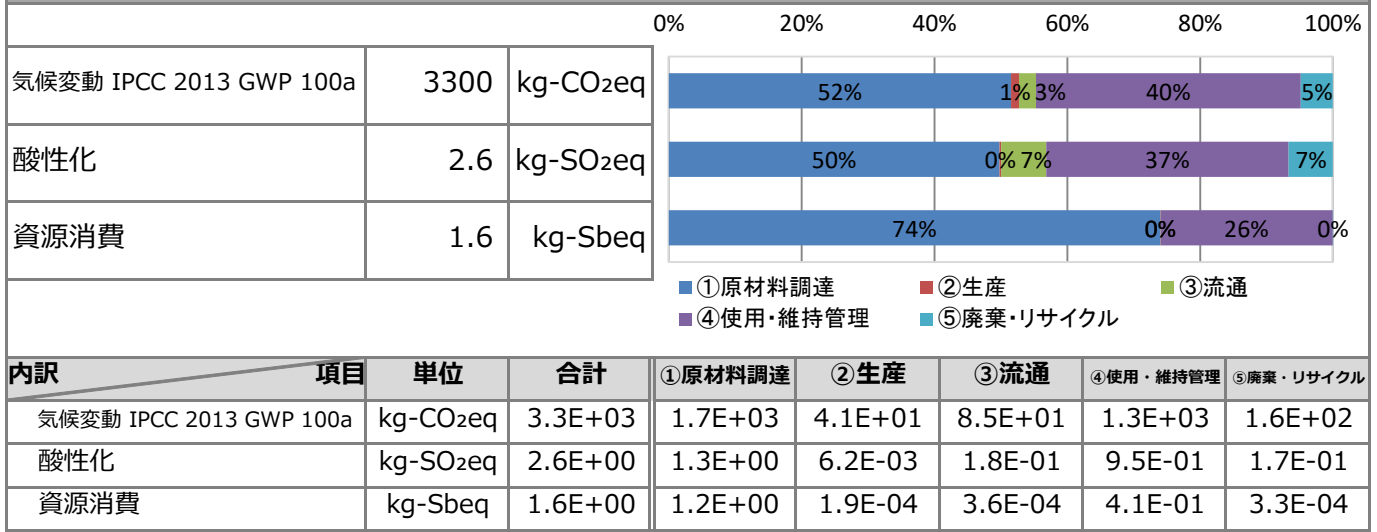 0% 20% 40% 60% 80% 100%
気候変動 IPCC 2013 GWP 100a 3300 kg-CO₂eq 52% 1% 3% 40% 5%
酸性化 2.6 kg-SO₂eq 50% 0% 7% 37% 7%
資源消費 1.6 kg-Sbeq 74% 0% 26% 0%
①原材料調達 ②生産 ③流通
④使用・維持管理 ⑤廃棄・リサイクル
内訳 項目 単位 合計 ①原材料調達 ②生産 ③流通 ④使用・維持管理 ⑤廃棄・リサイクル
気候変動 IPCC 2013 GWP 100a kg-CO₂eq 3.3E+03 1.7E+03 4.1E+01 8.5E+01 1.3E+03 1.6E+02
酸性化 kg-SO₂eq 2.6E+00 1.3E+00 6.2E-03 1.8E-01 9.5E-01 1.7E-01
資源消費 kg-Sbeq 1.6E+00 1.2E+00 1.9E-04 3.6E-04 4.1E-01 3.3E-04